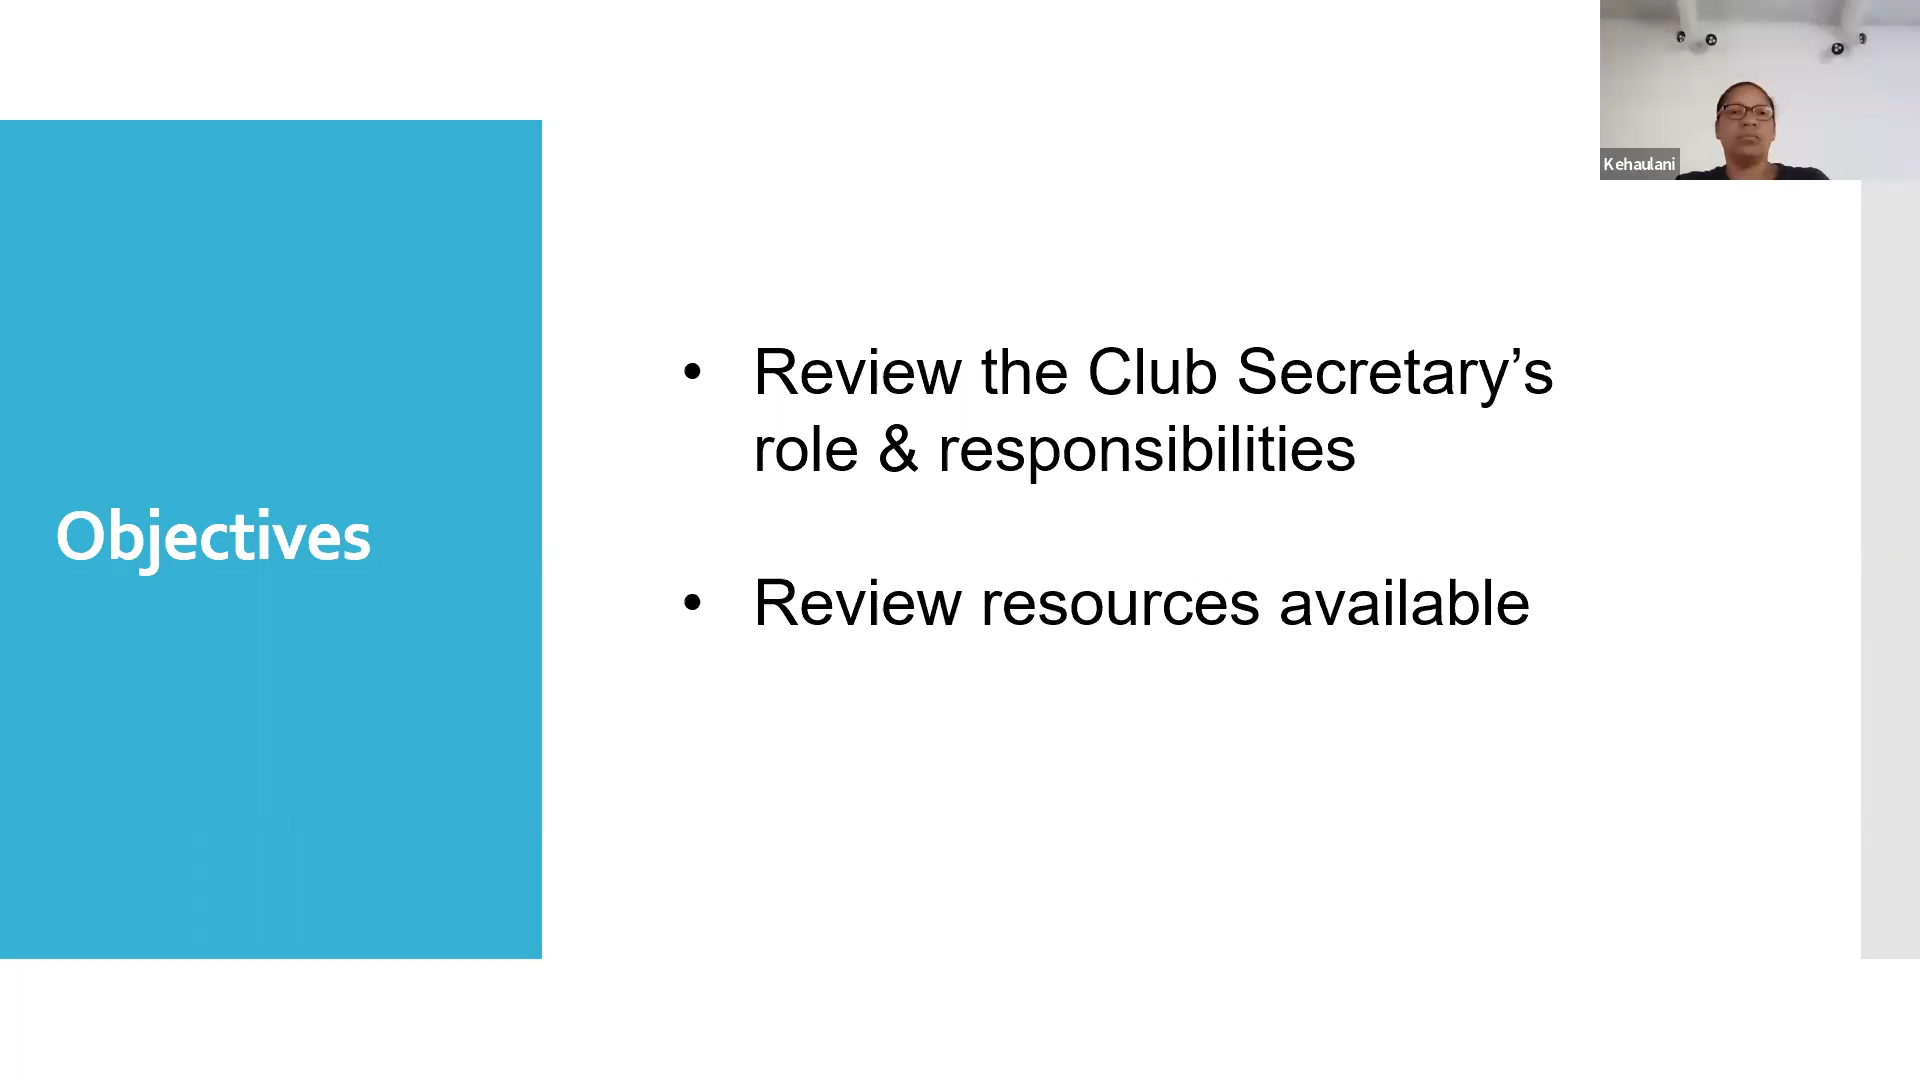 Kehaulani
Objectives
• Review the Club Secretary’s
role & responsibilities
• Review resources available